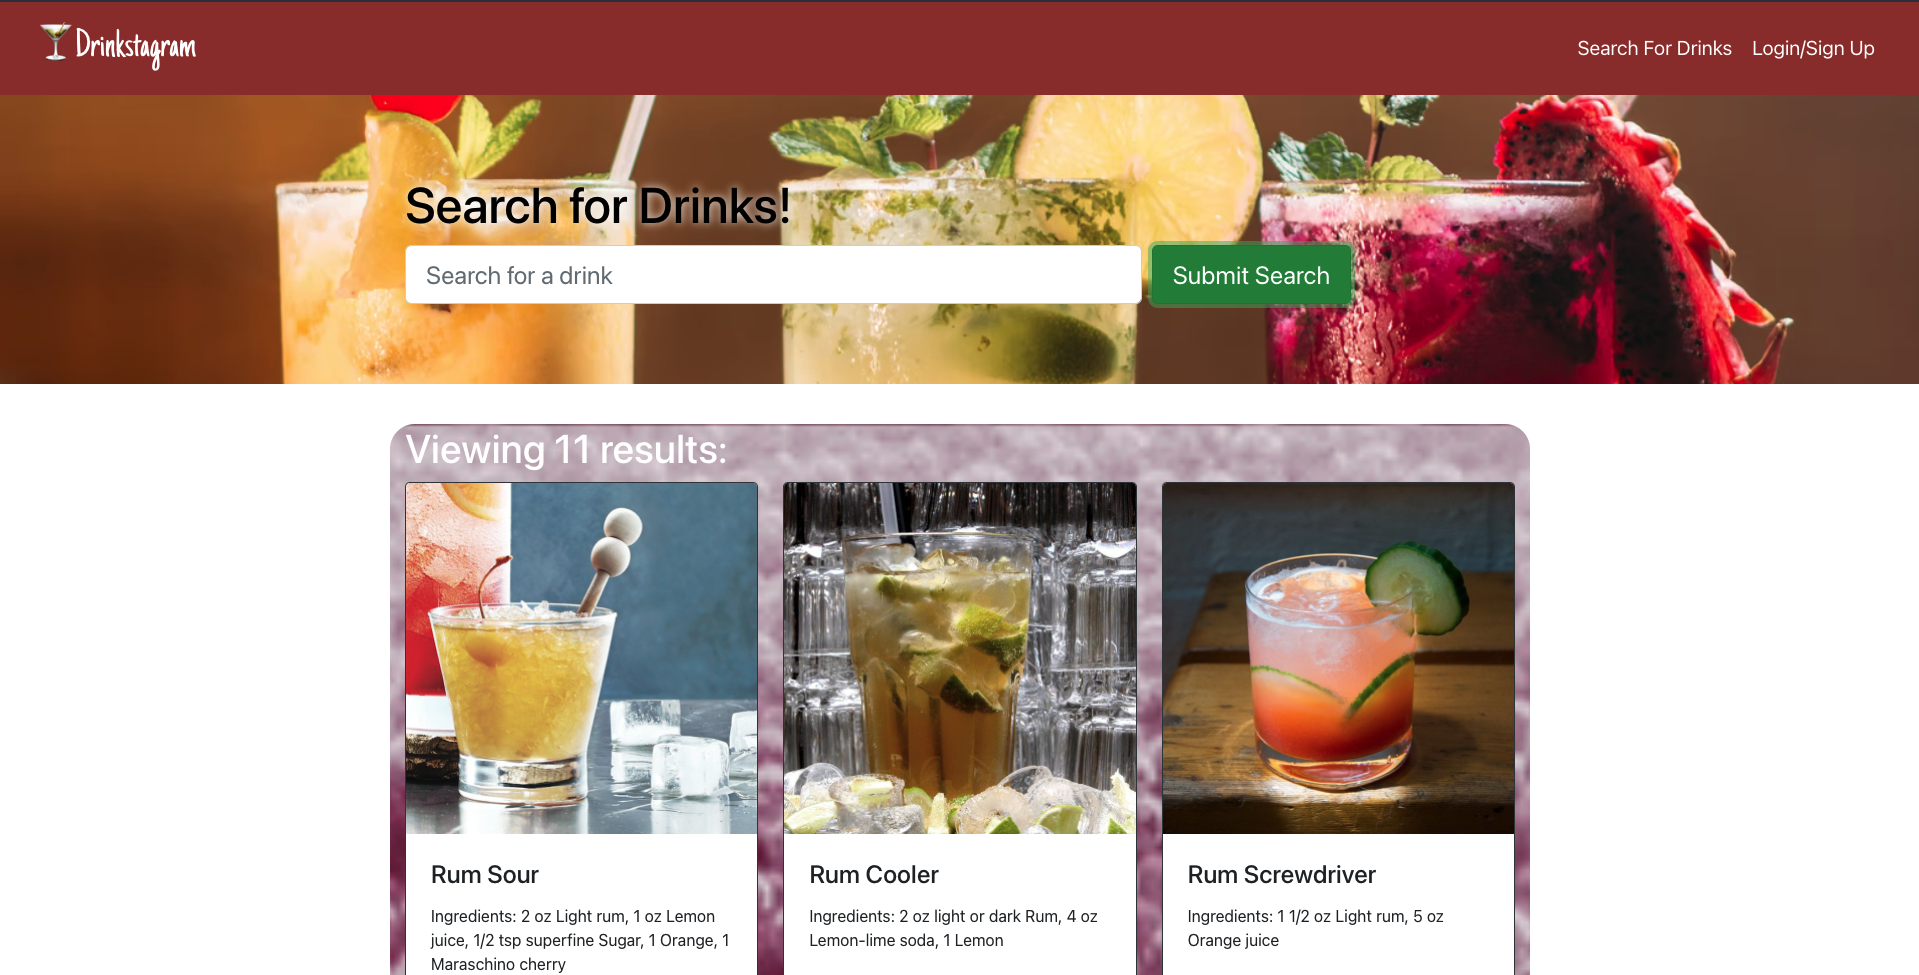 Drinkstagram
Search For Drinks
Login/Sign Up
Search for Drinks!
Search for a drink
Submit Search
Viewing 11 results:
Rum Sour
Ingredients: 2 oz Light rum, 1 oz Lemon
juice, 1/2 tsp superfine Sugar, 1 Orange, 1
Maraschino cherry
Rum Cooler
Ingredients: 2 oz light or dark Rum, 4 oz
Lemon-lime soda, 1 Lemon
Rum Screwdriver
Ingredients: 1 1/2 oz Light rum, 5 oz
Orange juice